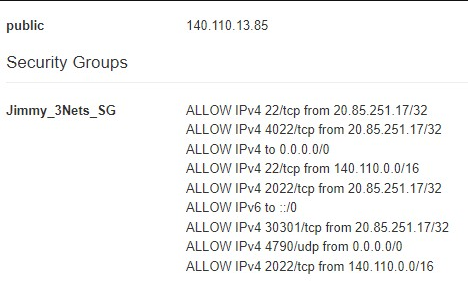 public 140.110.13.85
Security Groups
Jimmy_3Nets_SG ALLOW IPv4 22/tcp from 20.85.251.17/32
ALLOW IPv4 4022/tcp from 20.85.251.17/32
ALLOW IPv4 to 0.0.0.0/0
ALLOW IPv4 22/tcp from 140.110.0.0/16
ALLOW IPv4 2022/tcp from 20.85.251.17/32
ALLOW IPv6 to ::/0
ALLOW IPv4 30301/tcp from 20.85.251.17/32
ALLOW IPv4 4790/udp from 0.0.0.0/0
ALLOW IPv4 2022/tcp from 140.110.0.0/16